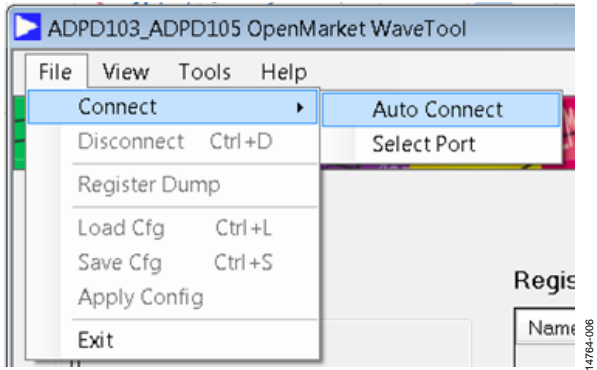 ADPD103_ADPD105 OpenMarket WaveTool
File View Tools Help
Connect
Auto Connect
Disconnect Ctrl+D
Select Port
Register Dump
Load Cfg Ctrl+L
Save Cfg Ctrl+S
Apply Config
Exit
Regis
Name
14764-006